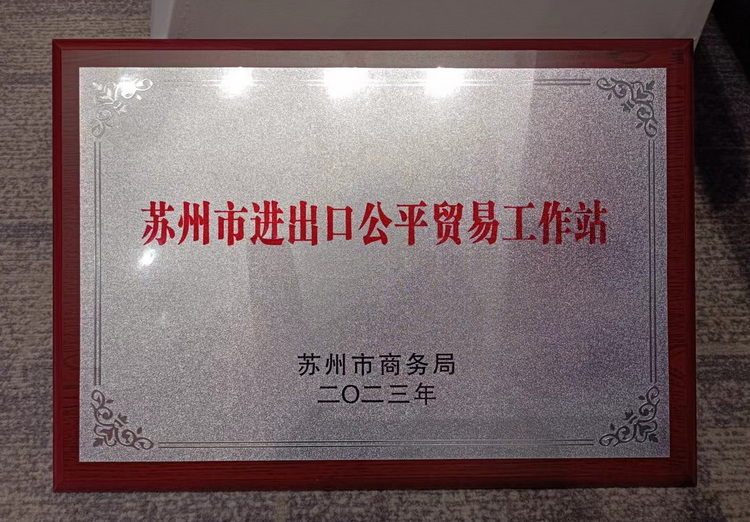 苏州市进出口公平贸易工作站
苏州市商务局
二〇二三年